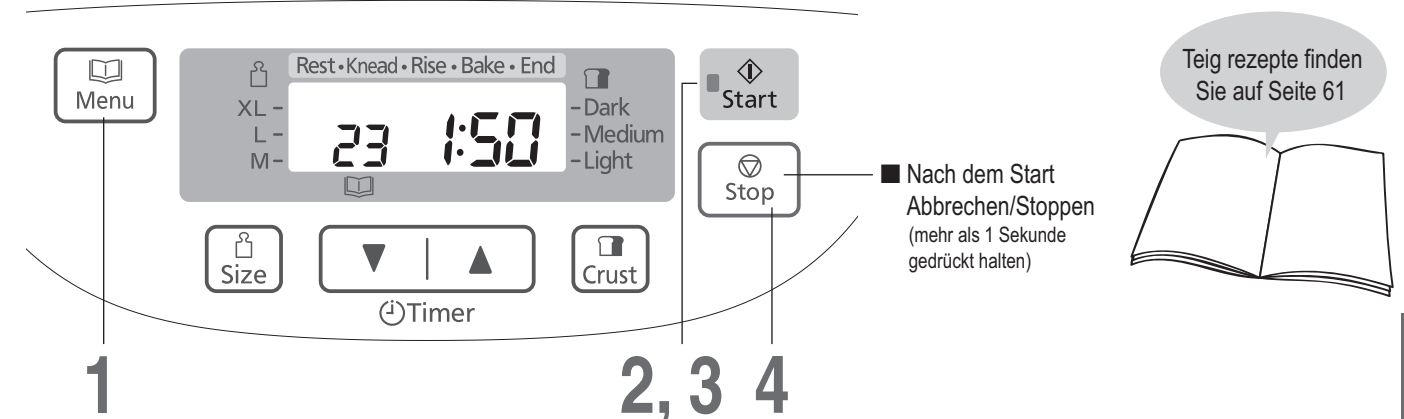 Menu
Rest • Knead • Rise • Bake • End
XL –
L –
M –
23 1:50
– Dark
– Medium
– Light
Start
Stop
Size
Crust
Timer
■ Nach dem Start
Abbrechen/Stoppen
(mehr als 1 Sekunde
gedrückt halten)
Teig rezepte finden
Sie auf Seite 61
1
2, 3
4